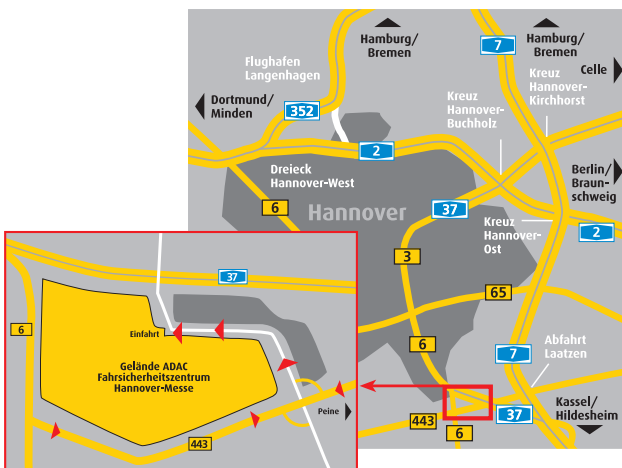 Hamburg/
Bremen
7
Hamburg/
Bremen
Flughafen
Langenhagen
Kreuz
Hannover-
Kirchhorst
Celle
Dortmund/
Minden
352
Kreuz
Hannover-
Buchholz
2
Dreieck
Hannover-West
Berlin/
Braun-
schweig
6
Hannover
37
Kreuz
Hannover-
Ost
2
3
65
6
7
Abfahrt
Laatzen
443
6
37
Kassel/
Hildesheim
37
6
Einfahrt
Gelände ADAC
Fahrsicherheitszentrum
Hannover-Messe
Peine
443